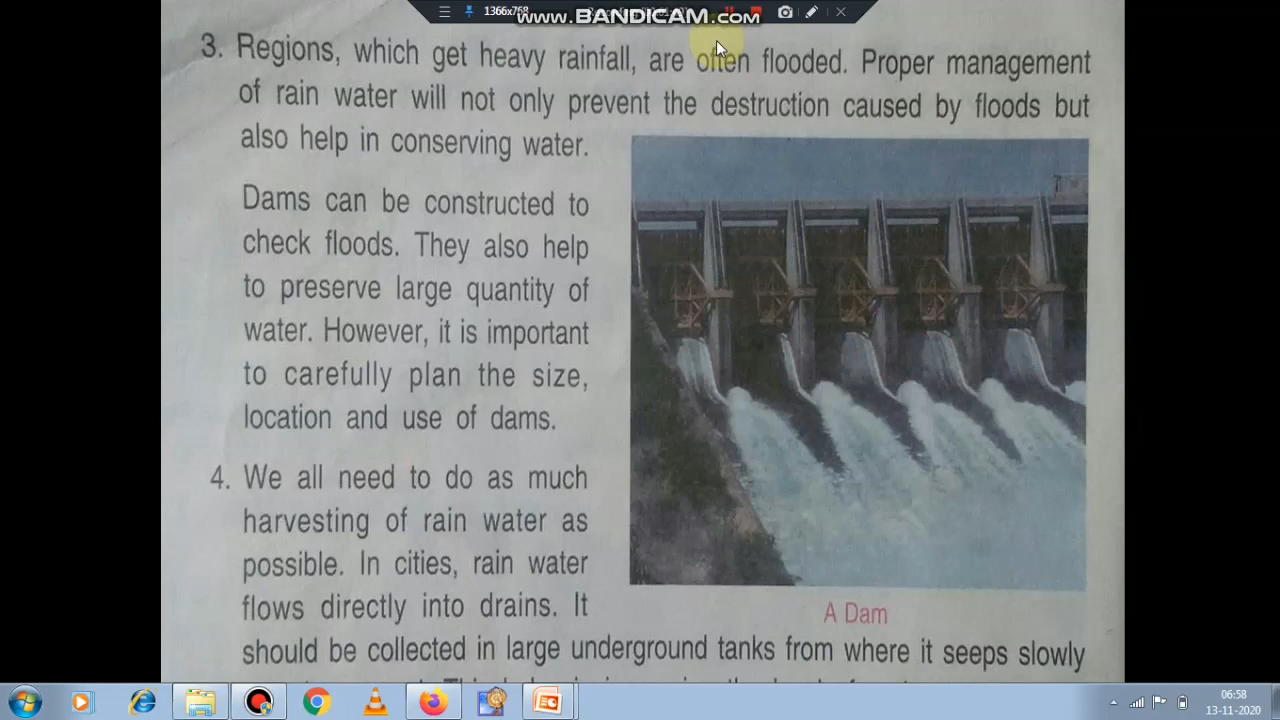 1366x768
www.BANDICAM.com
3. Regions, which get heavy rainfall, are often flooded. Proper management
of rain water will not only prevent the destruction caused by floods but
also help in conserving water.
Dams can be constructed to
check floods. They also help
to preserve large quantity of
water. However, it is important
to carefully plan the size,
location and use of dams.
4. We all need to do as much
harvesting of rain water as
possible. In cities, rain water
flows directly into drains. It
A Dam
should be collected in large underground tanks from where it seeps slowly
06:58
13-11-2020